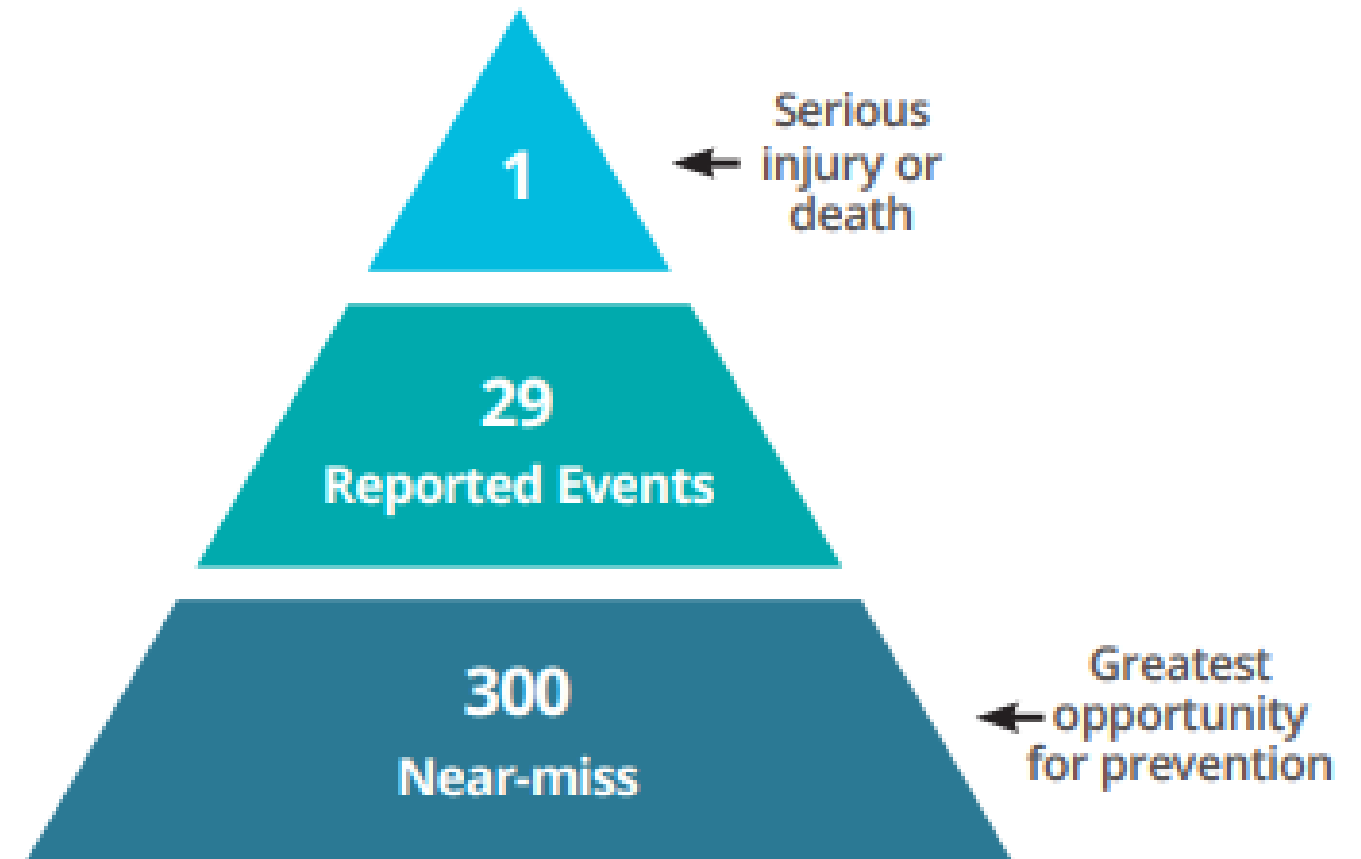 1
Serious
injury or
death
29
Reported Events
300
Near-miss
Greatest
opportunity
for prevention